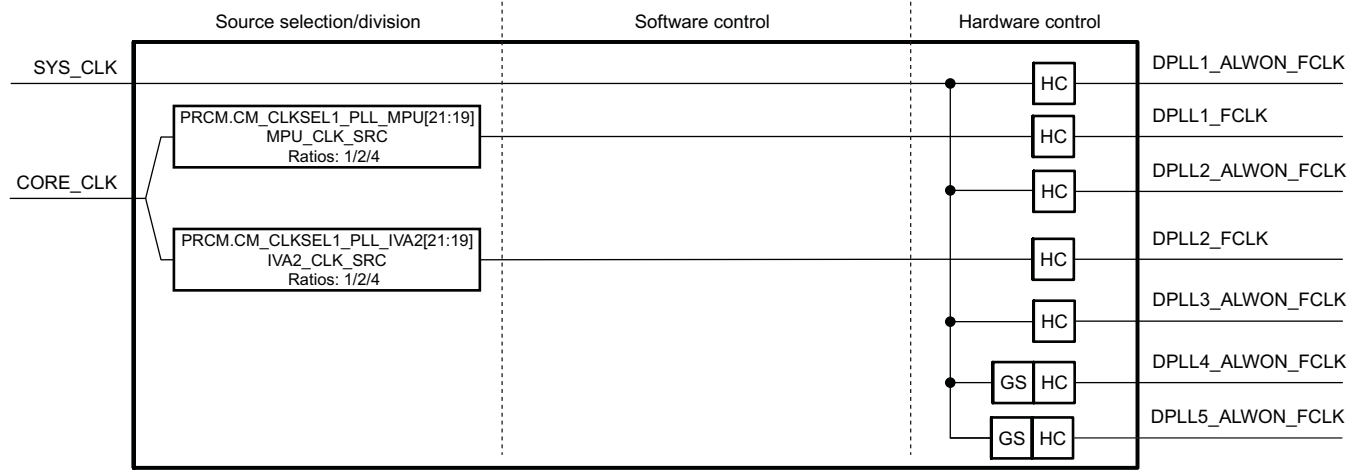 Source selection/division
Software control
Hardware control
SYS_CLK
HC
DPLL1_ALWON_FCLK
PRCM.CM_CLKSEL1_PLL_MPU[21:19]
MPU_CLK_SRC
Ratios: 1/2/4
HC
DPLL1_FCLK
CORE_CLK
HC
DPLL2_ALWON_FCLK
PRCM.CM_CLKSEL1_PLL_IVA2[21:19]
IVA2_CLK_SRC
Ratios: 1/2/4
HC
DPLL2_FCLK
HC
DPLL3_ALWON_FCLK
GS HC
DPLL4_ALWON_FCLK
GS HC
DPLL5_ALWON_FCLK